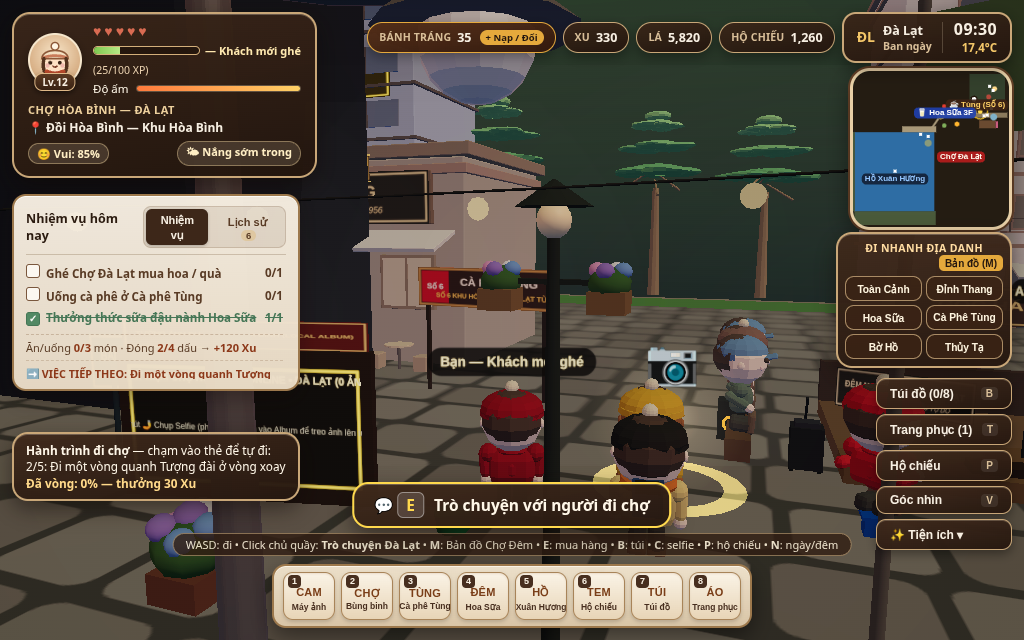 ♥♥♥♥♥
— Khách mới ghé
(25/100 XP)
Lv.12
Độ ấm
CHỢ HÒA BÌNH — ĐÀ LẠT
📍 Đồi Hòa Bình — Khu Hòa Bình
😊 Vui: 85%
🌤 Nắng sớm trong
BÁNH TRÁNG 35 + Nạp / Đổi
XU 330
LÁ 5,820
HỘ CHIẾU 1,260
ĐL Đà Lạt
Ban ngày
09:30
17,4°C
☕ Tùng (Số 6)
🥛 Hoa Sữa 3F
Chợ Đà Lạt
Hồ Xuân Hương
Nhiệm vụ hôm nay
Nhiệm vụ
Lịch sử 6
Ghé Chợ Đà Lạt mua hoa / quà 0/1
Uống cà phê ở Cà phê Tùng 0/1
✓ Thưởng thức sữa đậu nành Hoa Sữa 1/1
Ăn/uống 0/3 món · Đóng 2/4 dấu → +120 Xu
➡️ VIỆC TIẾP THEO: Đi một vòng quanh Tượng
ĐI NHANH ĐỊA DANH
Bản đồ (M)
Toàn Cảnh
Đỉnh Thang
Hoa Sữa
Cà Phê Tùng
Bờ Hồ
Thủy Tạ
Số 6
956
Bạn — Khách mới ghé
Túi đồ (0/8) B
Trang phục (1) T
Hộ chiếu P
Góc nhìn V
✨ Tiện ích ▾
Hành trình đi chợ — chạm vào thẻ để tự đi:
2/5: Đi một vòng quanh Tượng đài ở vòng xoay
Đã vòng: 0% — thưởng 30 Xu
💬 E Trò chuyện với người đi chợ
WASD: đi • Click chủ quầy: Trò chuyện Đà Lạt • M: Bản đồ Chợ Đêm • E: mua hàng • B: túi • C: selfie • P: hộ chiếu • N: ngày/đêm
1 CAM Máy ảnh
2 CHỢ Bùng binh
3 TÙNG Cà phê Tùng
4 ĐÊM Hoa Sữa
5 HỒ Xuân Hương
6 TEM Hộ chiếu
7 TÚI Túi đồ
8 ÁO Trang phục